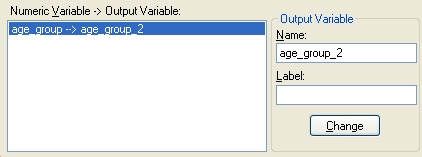 Numeric Variable -> Output Variable:
age_group --> age_group_2
Output Variable
Name:
age_group_2
Label:
Change